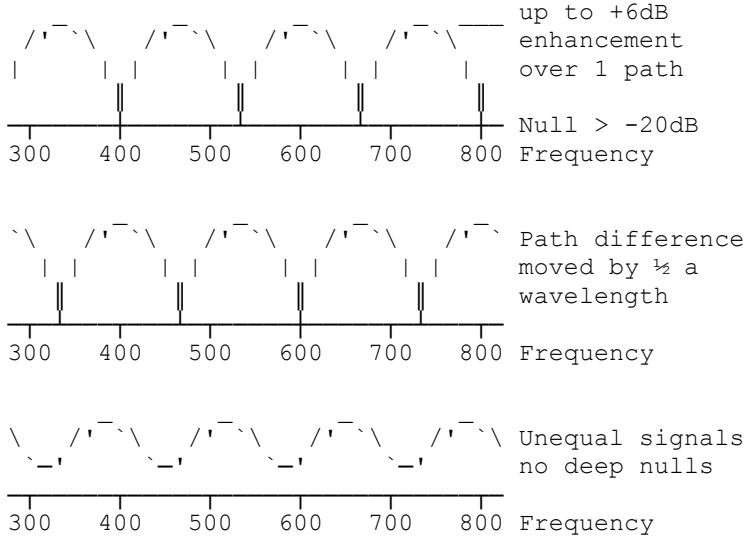 up to +6dB
enhancement
over 1 path
Null > -20dB
300 400 500 600 700 800 Frequency
Path difference
moved by ½ a
wavelength
300 400 500 600 700 800 Frequency
Unequal signals
no deep nulls
300 400 500 600 700 800 Frequency